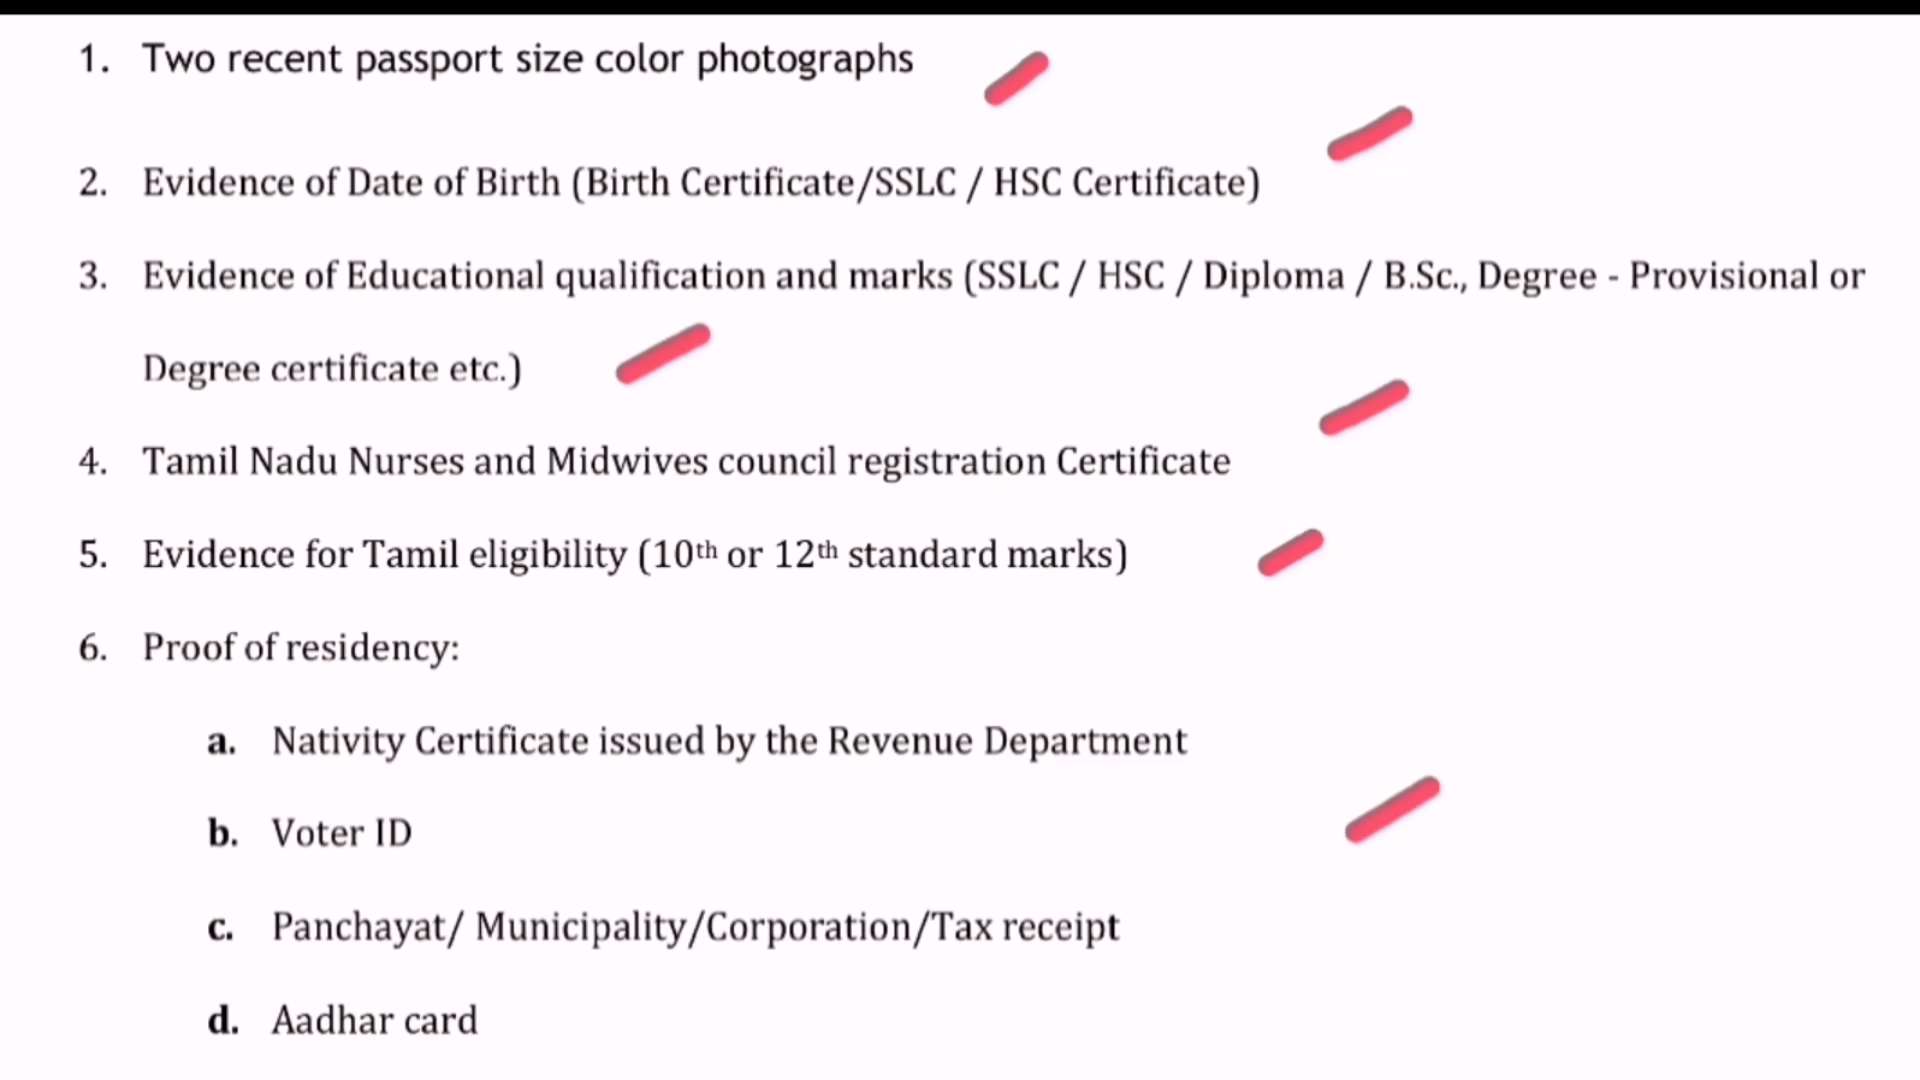 1. Two recent passport size color photographs
2. Evidence of Date of Birth (Birth Certificate/SSLC / HSC Certificate)
3. Evidence of Educational qualification and marks (SSLC / HSC / Diploma / B.Sc., Degree - Provisional or
Degree certificate etc.)
4. Tamil Nadu Nurses and Midwives council registration Certificate
5. Evidence for Tamil eligibility (10th or 12th standard marks)
6. Proof of residency:
a. Nativity Certificate issued by the Revenue Department
b. Voter ID
c. Panchayat/ Municipality/Corporation/Tax receipt
d. Aadhar card